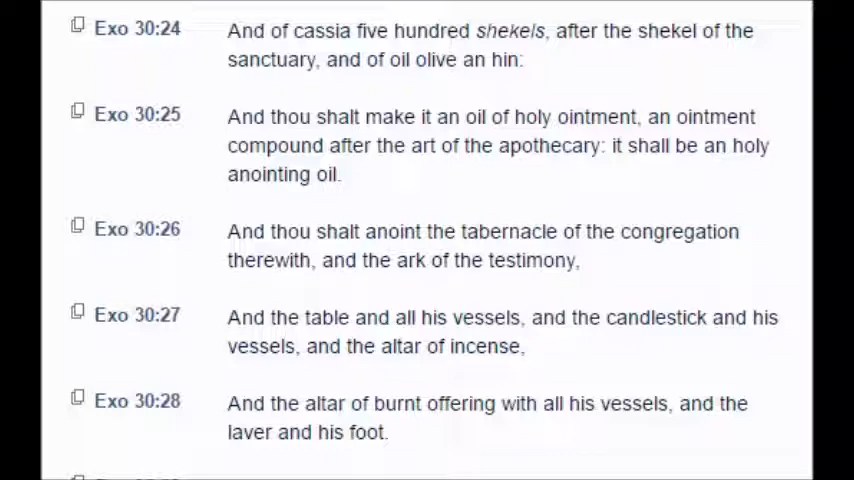 Exo 30:24 And of cassia five hundred shekels, after the shekel of the
sanctuary, and of oil olive an hin:
Exo 30:25 And thou shalt make it an oil of holy ointment, an ointment
compound after the art of the apothecary: it shall be an holy
anointing oil.
Exo 30:26 And thou shalt anoint the tabernacle of the congregation
therewith, and the ark of the testimony,
Exo 30:27 And the table and all his vessels, and the candlestick and his
vessels, and the altar of incense,
Exo 30:28 And the altar of burnt offering with all his vessels, and the
laver and his foot.